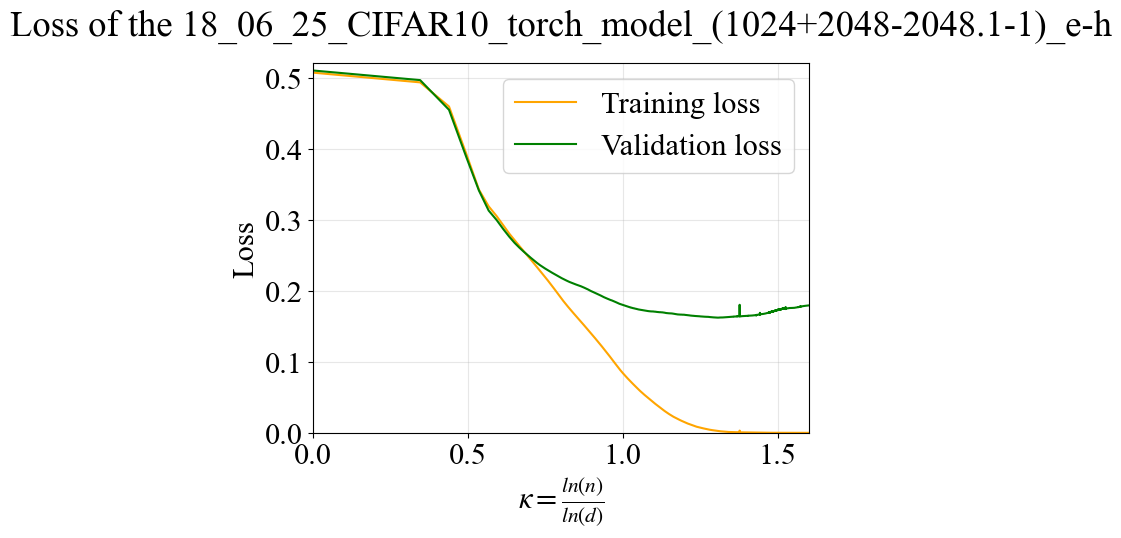 Loss of the 18_06_25_CIFAR10_torch_model_(1024+2048-2048.1-1)_e-h
Training loss
Validation loss
Loss
0.5
0.4
0.3
0.2
0.1
0.0
0.0 0.5 1.0 1.5
κ = ln(n) / ln(d)